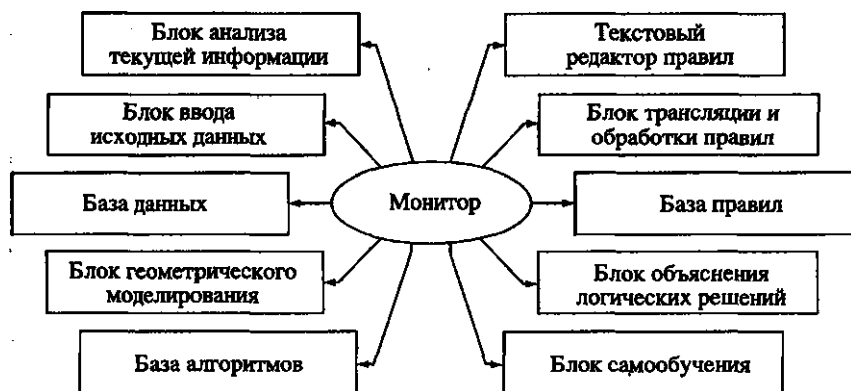 Блок анализа
текущей информации
Текстовый
редактор правил
Блок ввода
исходных данных
Блок трансляции и
обработки правил
База данных
Монитор
База правил
Блок геометрического
моделирования
Блок объяснения
логических решений
База алгоритмов
Блок самообучения